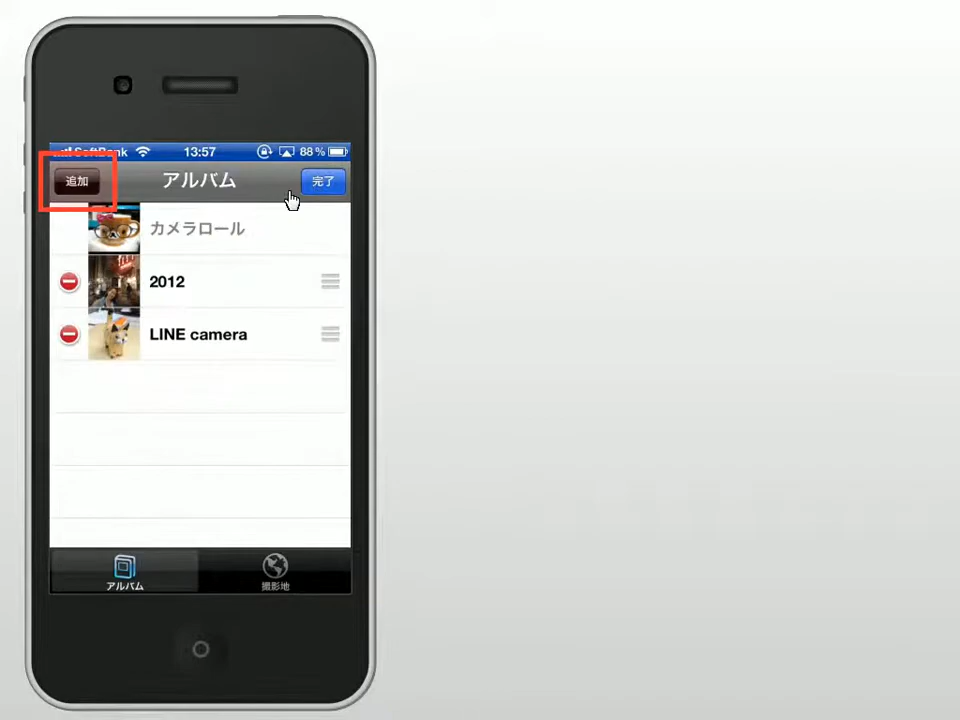 SoftBank 13:57 88%
追加 アルバム 完了
カメラロール
2012
LINE camera
アルバム 撮影地